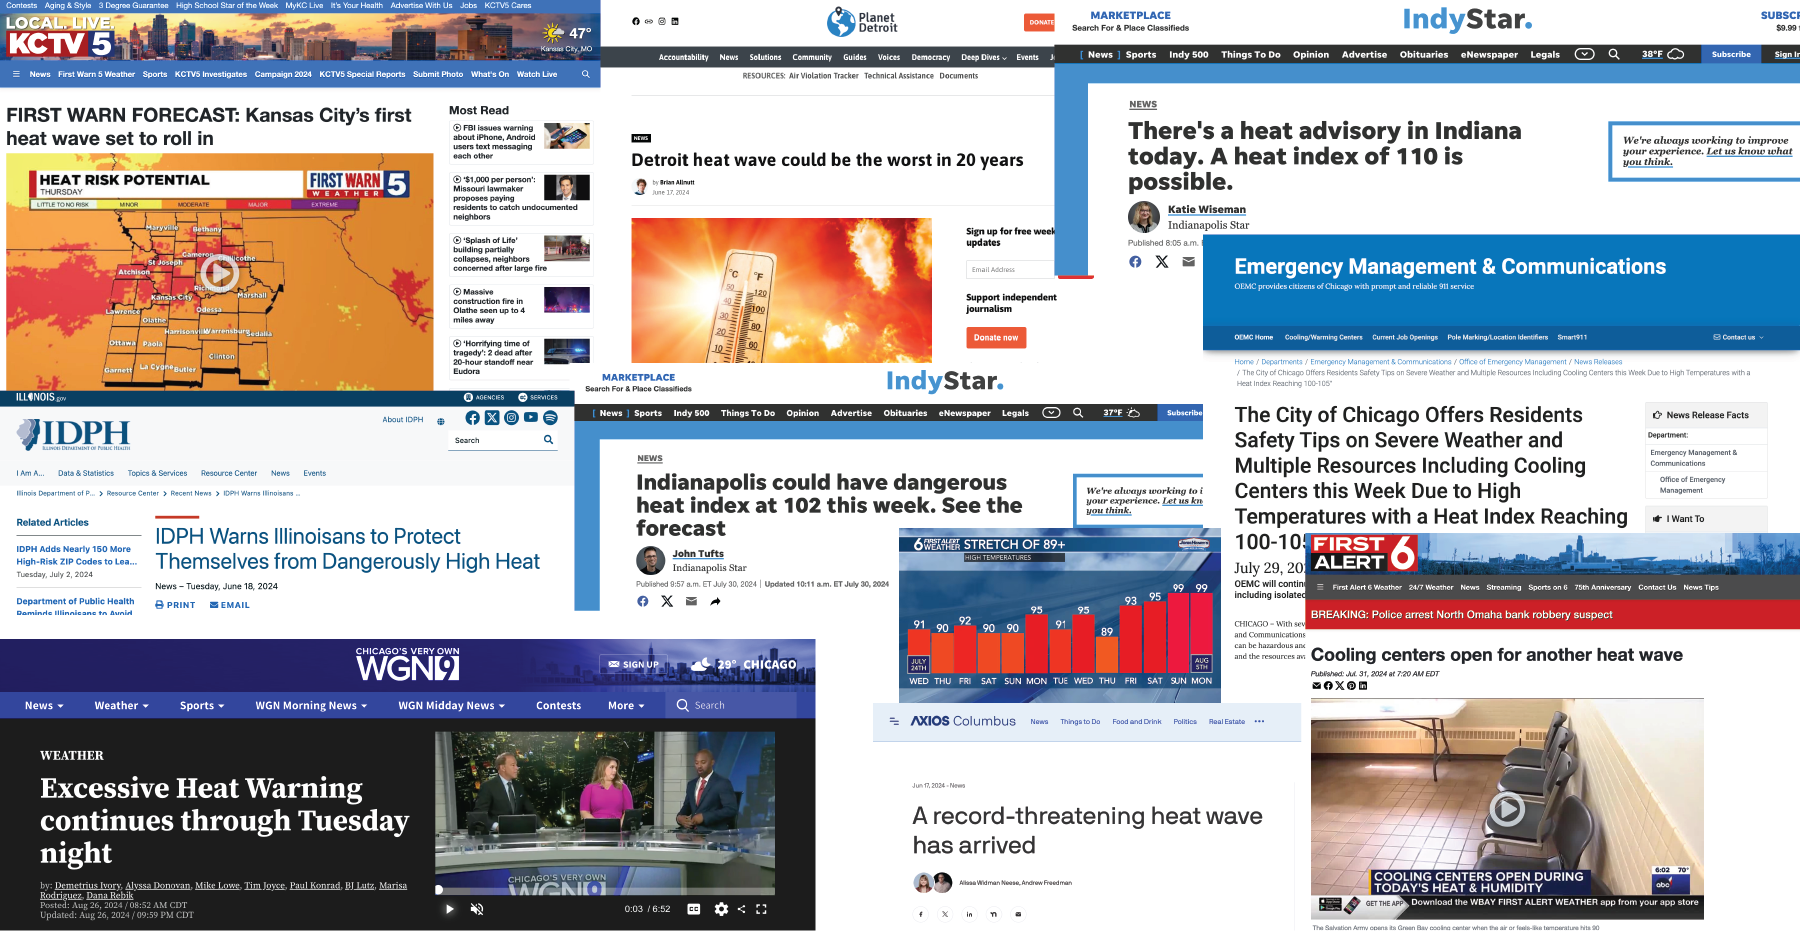 Contests Aging & Style 3 Degree Guarantee High School Star of the Week MyKC Live It's Your Health Advertise With Us Jobs KCTV5 Cares
LOCAL. LIVE.
KCTV 5
47°
Kansas City, MO
News First Warn 5 Weather Sports KCTV5 Investigates Campaign 2024 KCTV5 Special Reports Submit Photo What's On Watch Live
FIRST WARN FORECAST: Kansas City's first
heat wave set to roll in
HEAT RISK POTENTIAL
THURSDAY
FIRST WARN 5
WEATHER
LITTLE TO NO RISK MINOR MODERATE MAJOR EXTREME
Maryville Bethany
Cameron Chillicothe
St Joseph
Atchison
Richmond
Kansas City Marshall
Lawrence Odessa
Olathe
Harrisonville Warrensburg Sedalia
Ottawa Paola
Clinton
Garnett La Cygne Butler
Most Read
FBI issues warning
about iPhone, Android
users text messaging
each other
'$1,000 per person':
Missouri lawmaker
proposes paying
residents to catch undocumented
neighbors
'Splash of Life'
building partially
collapses, neighbors
concerned after large fire
Massive
construction fire in
Olathe seen up to 4
miles away
'Horrifying time of
tragedy': 2 dead after
20-hour standoff near
Eudora
Planet
Detroit
DONATE
Accountability News Solutions Community Guides Voices Democracy Deep Dives Events
RESOURCES: Air Violation Tracker Technical Assistance Documents
NEWS
Detroit heat wave could be the worst in 20 years
by Brian Allnutt
June 17, 2024
°C °F
50 120
40 100
30 80
20 60
10 40
Sign up for free week
updates
Email Address
Support independent
journalism
Donate now
MARKETPLACE
Search For & Place Classifieds
IndyStar.
SUBSC
$9.99
[ News ] Sports Indy 500 Things To Do Opinion Advertise Obituaries eNewspaper Legals 38°F Subscribe Sign In
NEWS
There's a heat advisory in Indiana
today. A heat index of 110 is
possible.
Katie Wiseman
Indianapolis Star
Published 8:05 a.m.
We're always working to improve
your experience. Let us know what
you think.
Emergency Management & Communications
OEMC provides citizens of Chicago with prompt and reliable 911 service
OEMC Home Cooling/Warming Centers Current Job Openings Pole Marking/Location Identifiers Smart911 Contact us
Home / Departments / Emergency Management & Communications / Office of Emergency Management / News Releases
/ The City of Chicago Offers Residents Safety Tips on Severe Weather and Multiple Resources Including Cooling Centers this Week Due to High Temperatures with a
Heat Index Reaching 100-105"
The City of Chicago Offers Residents
Safety Tips on Severe Weather and
Multiple Resources Including Cooling
Centers this Week Due to High
Temperatures with a Heat Index Reaching
100-105
July 29, 20
OEMC will contin
including isolated
CHICAGO – With sev
and Communications
can be hazardous and
and the resources av
News Release Facts
Department:
Emergency Management &
Communications
Office of Emergency
Management
I Want To
ILLINOIS.gov
AGENCIES SERVICES
IDPH
ILLINOIS DEPARTMENT OF PUBLIC HEALTH
About IDPH
Search
I Am A... Data & Statistics Topics & Services Resource Center News Events
Illinois Department of P... > Resource Center > Recent News > IDPH Warns Illinoisans ...
Related Articles
IDPH Adds Nearly 150 More
High-Risk ZIP Codes to Lea...
Tuesday, July 2, 2024
Department of Public Health
Reminds Illinoisans to Avoid
IDPH Warns Illinoisans to Protect
Themselves from Dangerously High Heat
News – Tuesday, June 18, 2024
PRINT EMAIL
MARKETPLACE
Search For & Place Classifieds
IndyStar.
[ News ] Sports Indy 500 Things To Do Opinion Advertise Obituaries eNewspaper Legals 37°F Subscribe
NEWS
Indianapolis could have dangerous
heat index at 102 this week. See the
forecast
John Tufts
Indianapolis Star
Published 9:57 a.m. ET July 30, 2024 | Updated 10:11 a.m. ET July 30, 2024
We're always working to i
your experience. Let us kn
you think.
6 FIRST ALERT WEATHER STRETCH OF 89+
HIGH TEMPERATURES
91 90 92 90 90 95 91 95 89 93 95 99 99
JULY
24TH
AUG
5TH
WED THU FRI SAT SUN MON TUE WED THU FRI SAT SUN MON
FIRST
ALERT 6
First Alert 6 Weather 24/7 Weather News Streaming Sports on 6 75th Anniversary Contact Us News Tips
BREAKING: Police arrest North Omaha bank robbery suspect
Cooling centers open for another heat wave
Published: Jul. 31, 2024 at 7:20 AM EDT
6:02 70°
abc
COOLING CENTERS OPEN DURING
TODAY'S HEAT & HUMIDITY
GET THE APP Download the WBAY FIRST ALERT WEATHER app from your app store
The Salvation Army opens its Green Bay cooling center when the air or feels-like temperature hits 90
CHICAGO'S VERY OWN
WGN9
SIGN UP 29° CHICAGO
News Weather Sports WGN Morning News WGN Midday News Contests More Search
WEATHER
Excessive Heat Warning
continues through Tuesday
night
by: Demetrius Ivory, Alyssa Donovan, Mike Lowe, Tim Joyce, Paul Konrad, BJ Lutz, Marisa
Rodriguez, Dana Rebik
Posted: Aug 26, 2024 / 08:52 AM CDT
Updated: Aug 26, 2024 / 09:59 PM CDT
CHICAGO'S VERY OWN
0:03 / 6:52 CC
AXIOS Columbus News Things to Do Food and Drink Politics Real Estate
Jun 17, 2024 - News
A record-threatening heat wave
has arrived
Alissa Widman Neese, Andrew Freedman